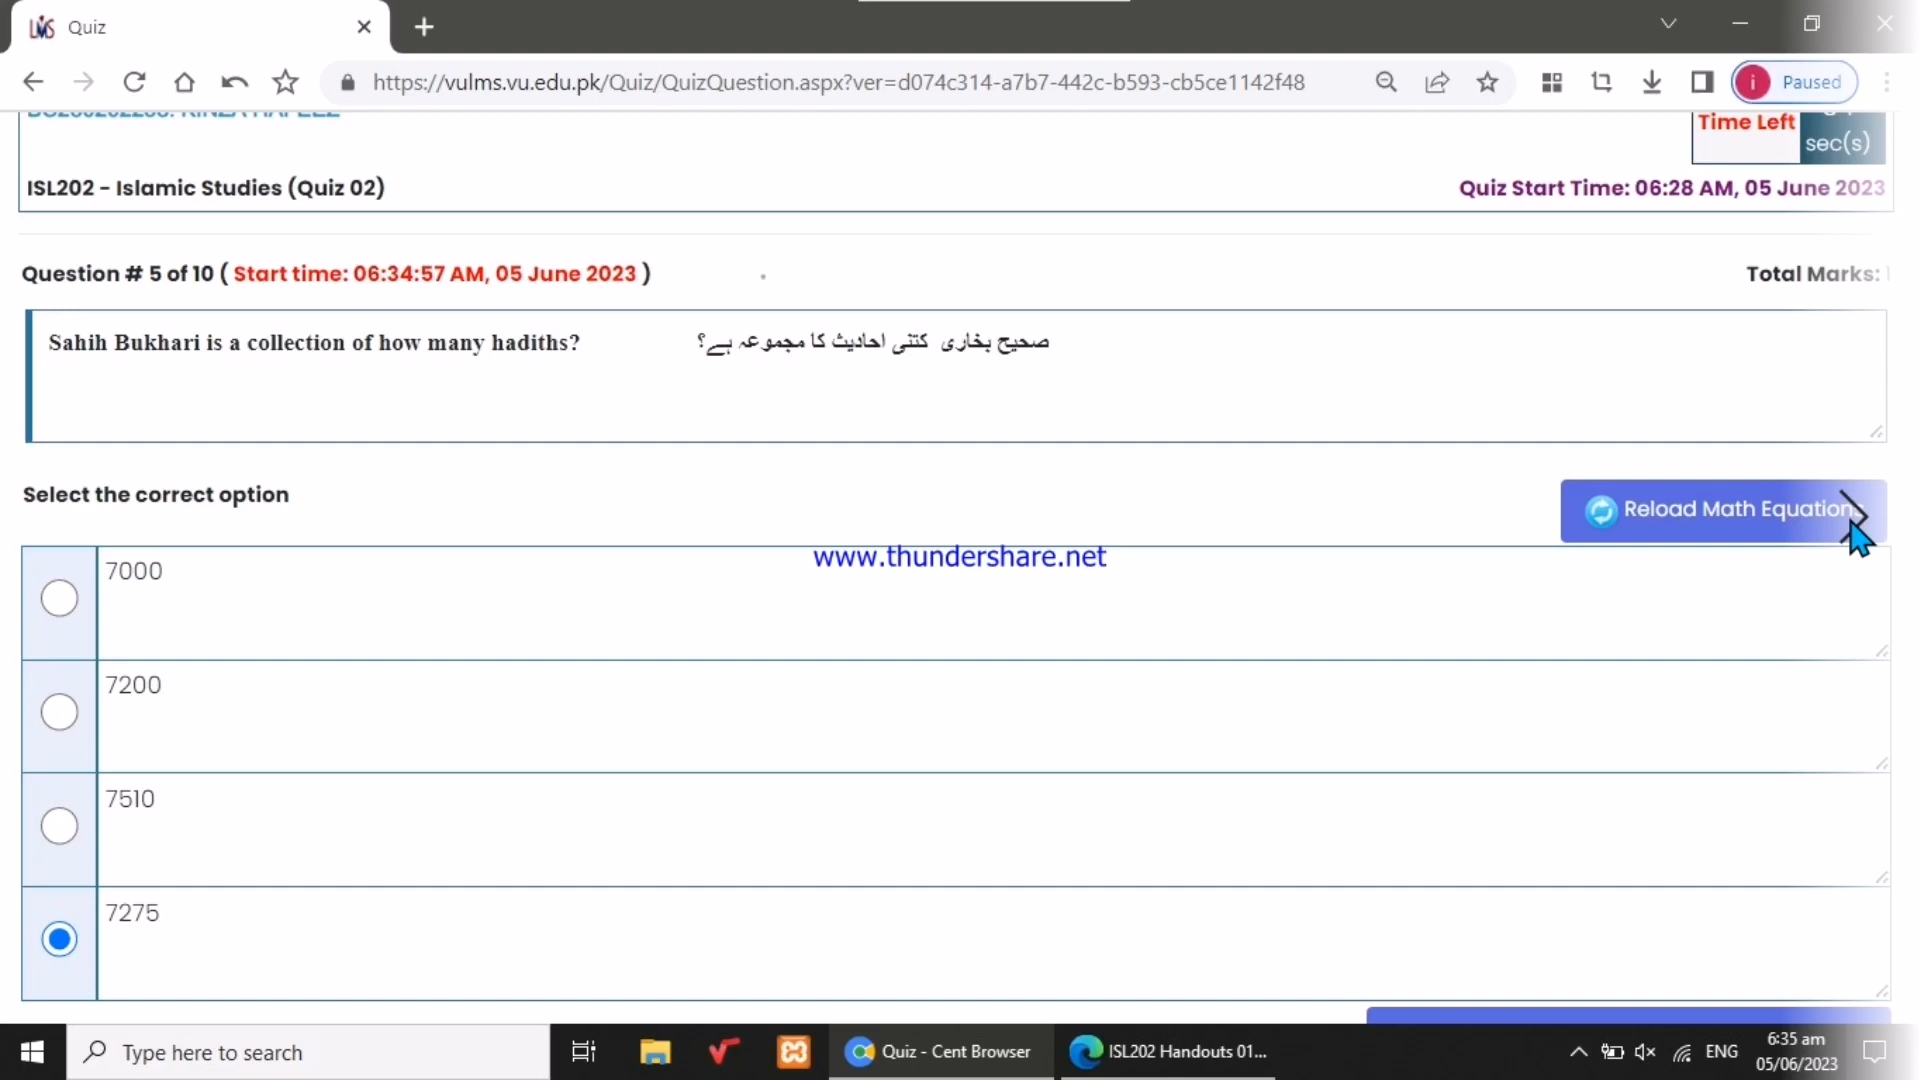 Quiz
https://vulms.vu.edu.pk/Quiz/QuizQuestion.aspx?ver=d074c314-a7b7-442c-b593-cb5ce1142f48
i Paused
Time Left
sec(s)
ISL202 - Islamic Studies (Quiz 02)
Quiz Start Time: 06:28 AM, 05 June 2023
Question # 5 of 10 ( Start time: 06:34:57 AM, 05 June 2023 )
Total Marks:
Sahih Bukhari is a collection of how many hadiths? صحیح بخاری کتنی احادیث کا مجموعہ ہے؟
Select the correct option
Reload Math Equation
www.thundershare.net
7000
7200
7510
7275
Type here to search
Quiz - Cent Browser
ISL202 Handouts 01...
ENG
6:35 am
05/06/2023